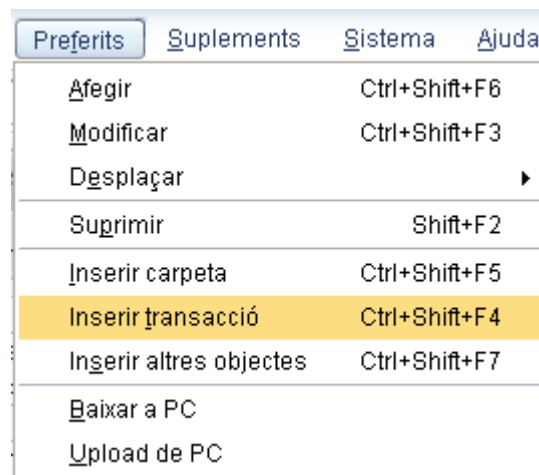 Preferits Suplements Sistema Ajuda
Afegir Ctrl+Shift+F6
Modificar Ctrl+Shift+F3
Desplaçar
Suprimir Shift+F2
Inserir carpeta Ctrl+Shift+F5
Inserir transacció Ctrl+Shift+F4
Inserir altres objectes Ctrl+Shift+F7
Baixar a PC
Upload de PC